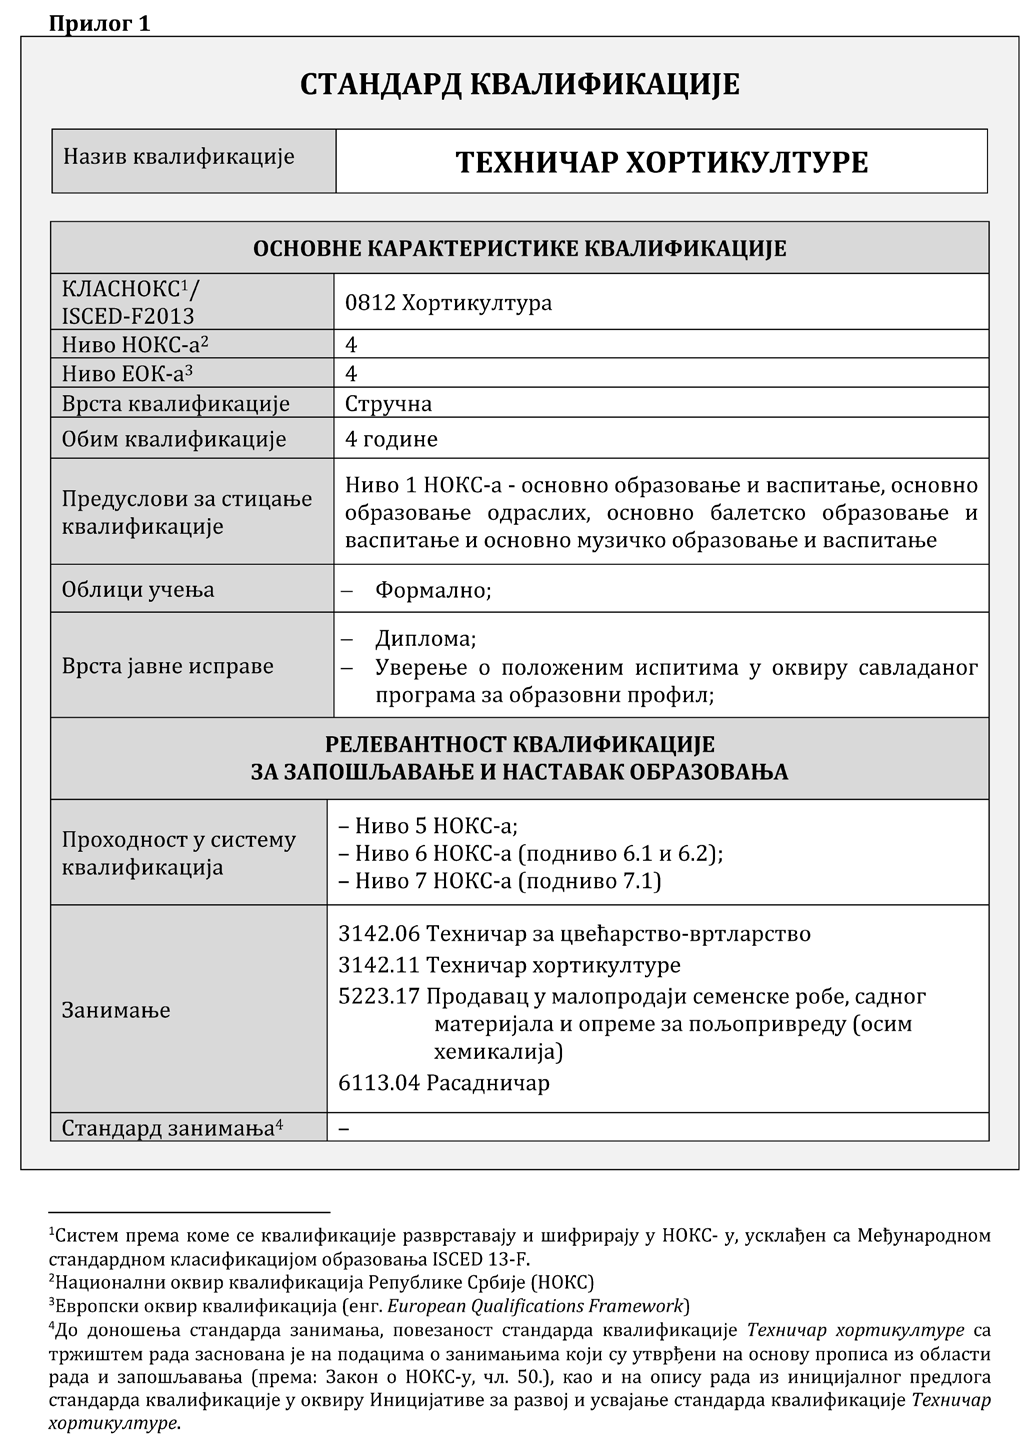 Прилог 1
СТАНДАРД КВАЛИФИКАЦИЈЕ
Назив квалификације
ТЕХНИЧАР ХОРТИКУЛТУРЕ
ОСНОВНЕ КАРАКТЕРИСТИКЕ КВАЛИФИКАЦИЈЕ
КЛАСНОКС¹/
ISCED-F2013
0812 Хортикултура
Ниво НОКС-а²
4
Ниво ЕОК-а³
4
Врста квалификације
Стручна
Обим квалификације
4 године
Предуслови за стицање
квалификације
Ниво 1 НОКС-а - основно образовање и васпитање, основно
образовање одраслих, основно балетско образовање и
васпитање и основно музичко образовање и васпитање
Облици учења
– Формално;
Врста јавне исправе
– Диплома;
– Уверење о положеним испитима у оквиру савладаног
програма за образовни профил;
РЕЛЕВАНТНОСТ КВАЛИФИКАЦИЈЕ
ЗА ЗАПОШЉАВАЊЕ И НАСТАВАК ОБРАЗОВАЊА
Проходност у систему
квалификација
– Ниво 5 НОКС-а;
– Ниво 6 НОКС-а (подниво 6.1 и 6.2);
– Ниво 7 НОКС-а (подниво 7.1)
Занимање
3142.06 Техничар за цвећарство-вртларство
3142.11 Техничар хортикултуре
5223.17 Продавац у малопродаји семенске робе, садног
материјала и опреме за пољопривреду (осим
хемикалија)
6113.04 Расадничар
Стандард занимања⁴
–
¹Систем према коме се квалификације разврставају и шифрирају у НОКС- у, усклађен са Међународном
стандардном класификацијом образовања ISCED 13-F.
²Национални оквир квалификација Републике Србије (НОКС)
³Европски оквир квалификација (енг. European Qualifications Framework)
⁴До доношења стандарда занимања, повезаност стандарда квалификације Техничар хортикултуре са
тржиштем рада заснована је на подацима о занимањима који су утврђени на основу прописа из области
рада и запошљавања (према: Закон о НОКС-у, чл. 50.), као и на опису рада из иницијалног предлога
стандарда квалификације у оквиру Иницијативе за развој и усвајање стандарда квалификације Техничар
хортикултуре.